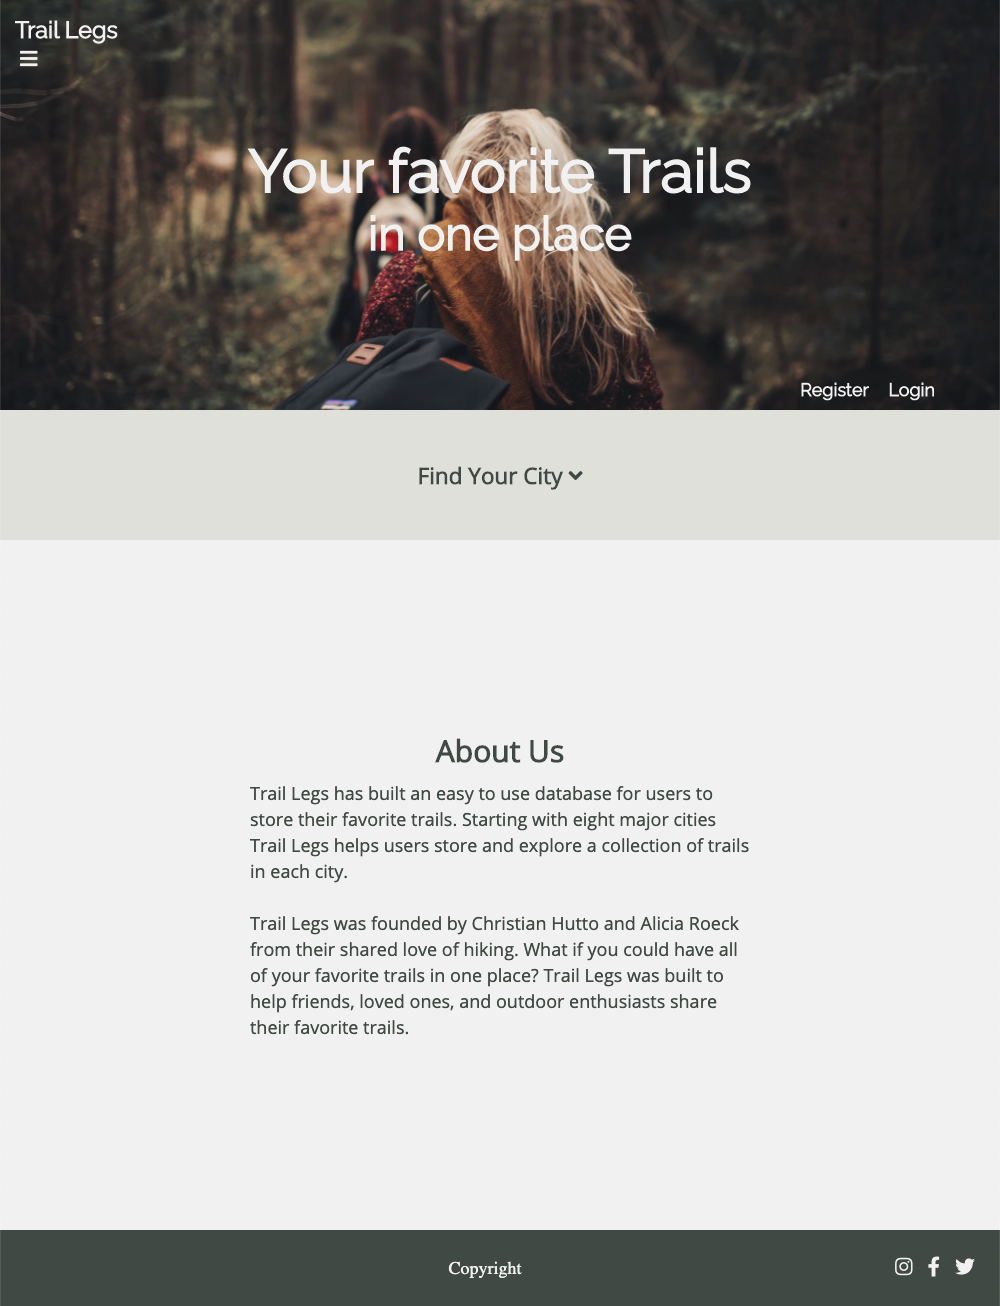 Trail Legs
Your favorite Trails
in one place
Register Login
Find Your City
About Us
Trail Legs has built an easy to use database for users to
store their favorite trails. Starting with eight major cities
Trail Legs helps users store and explore a collection of trails
in each city.
Trail Legs was founded by Christian Hutto and Alicia Roeck
from their shared love of hiking. What if you could have all
of your favorite trails in one place? Trail Legs was built to
help friends, loved ones, and outdoor enthusiasts share
their favorite trails.
Copyright